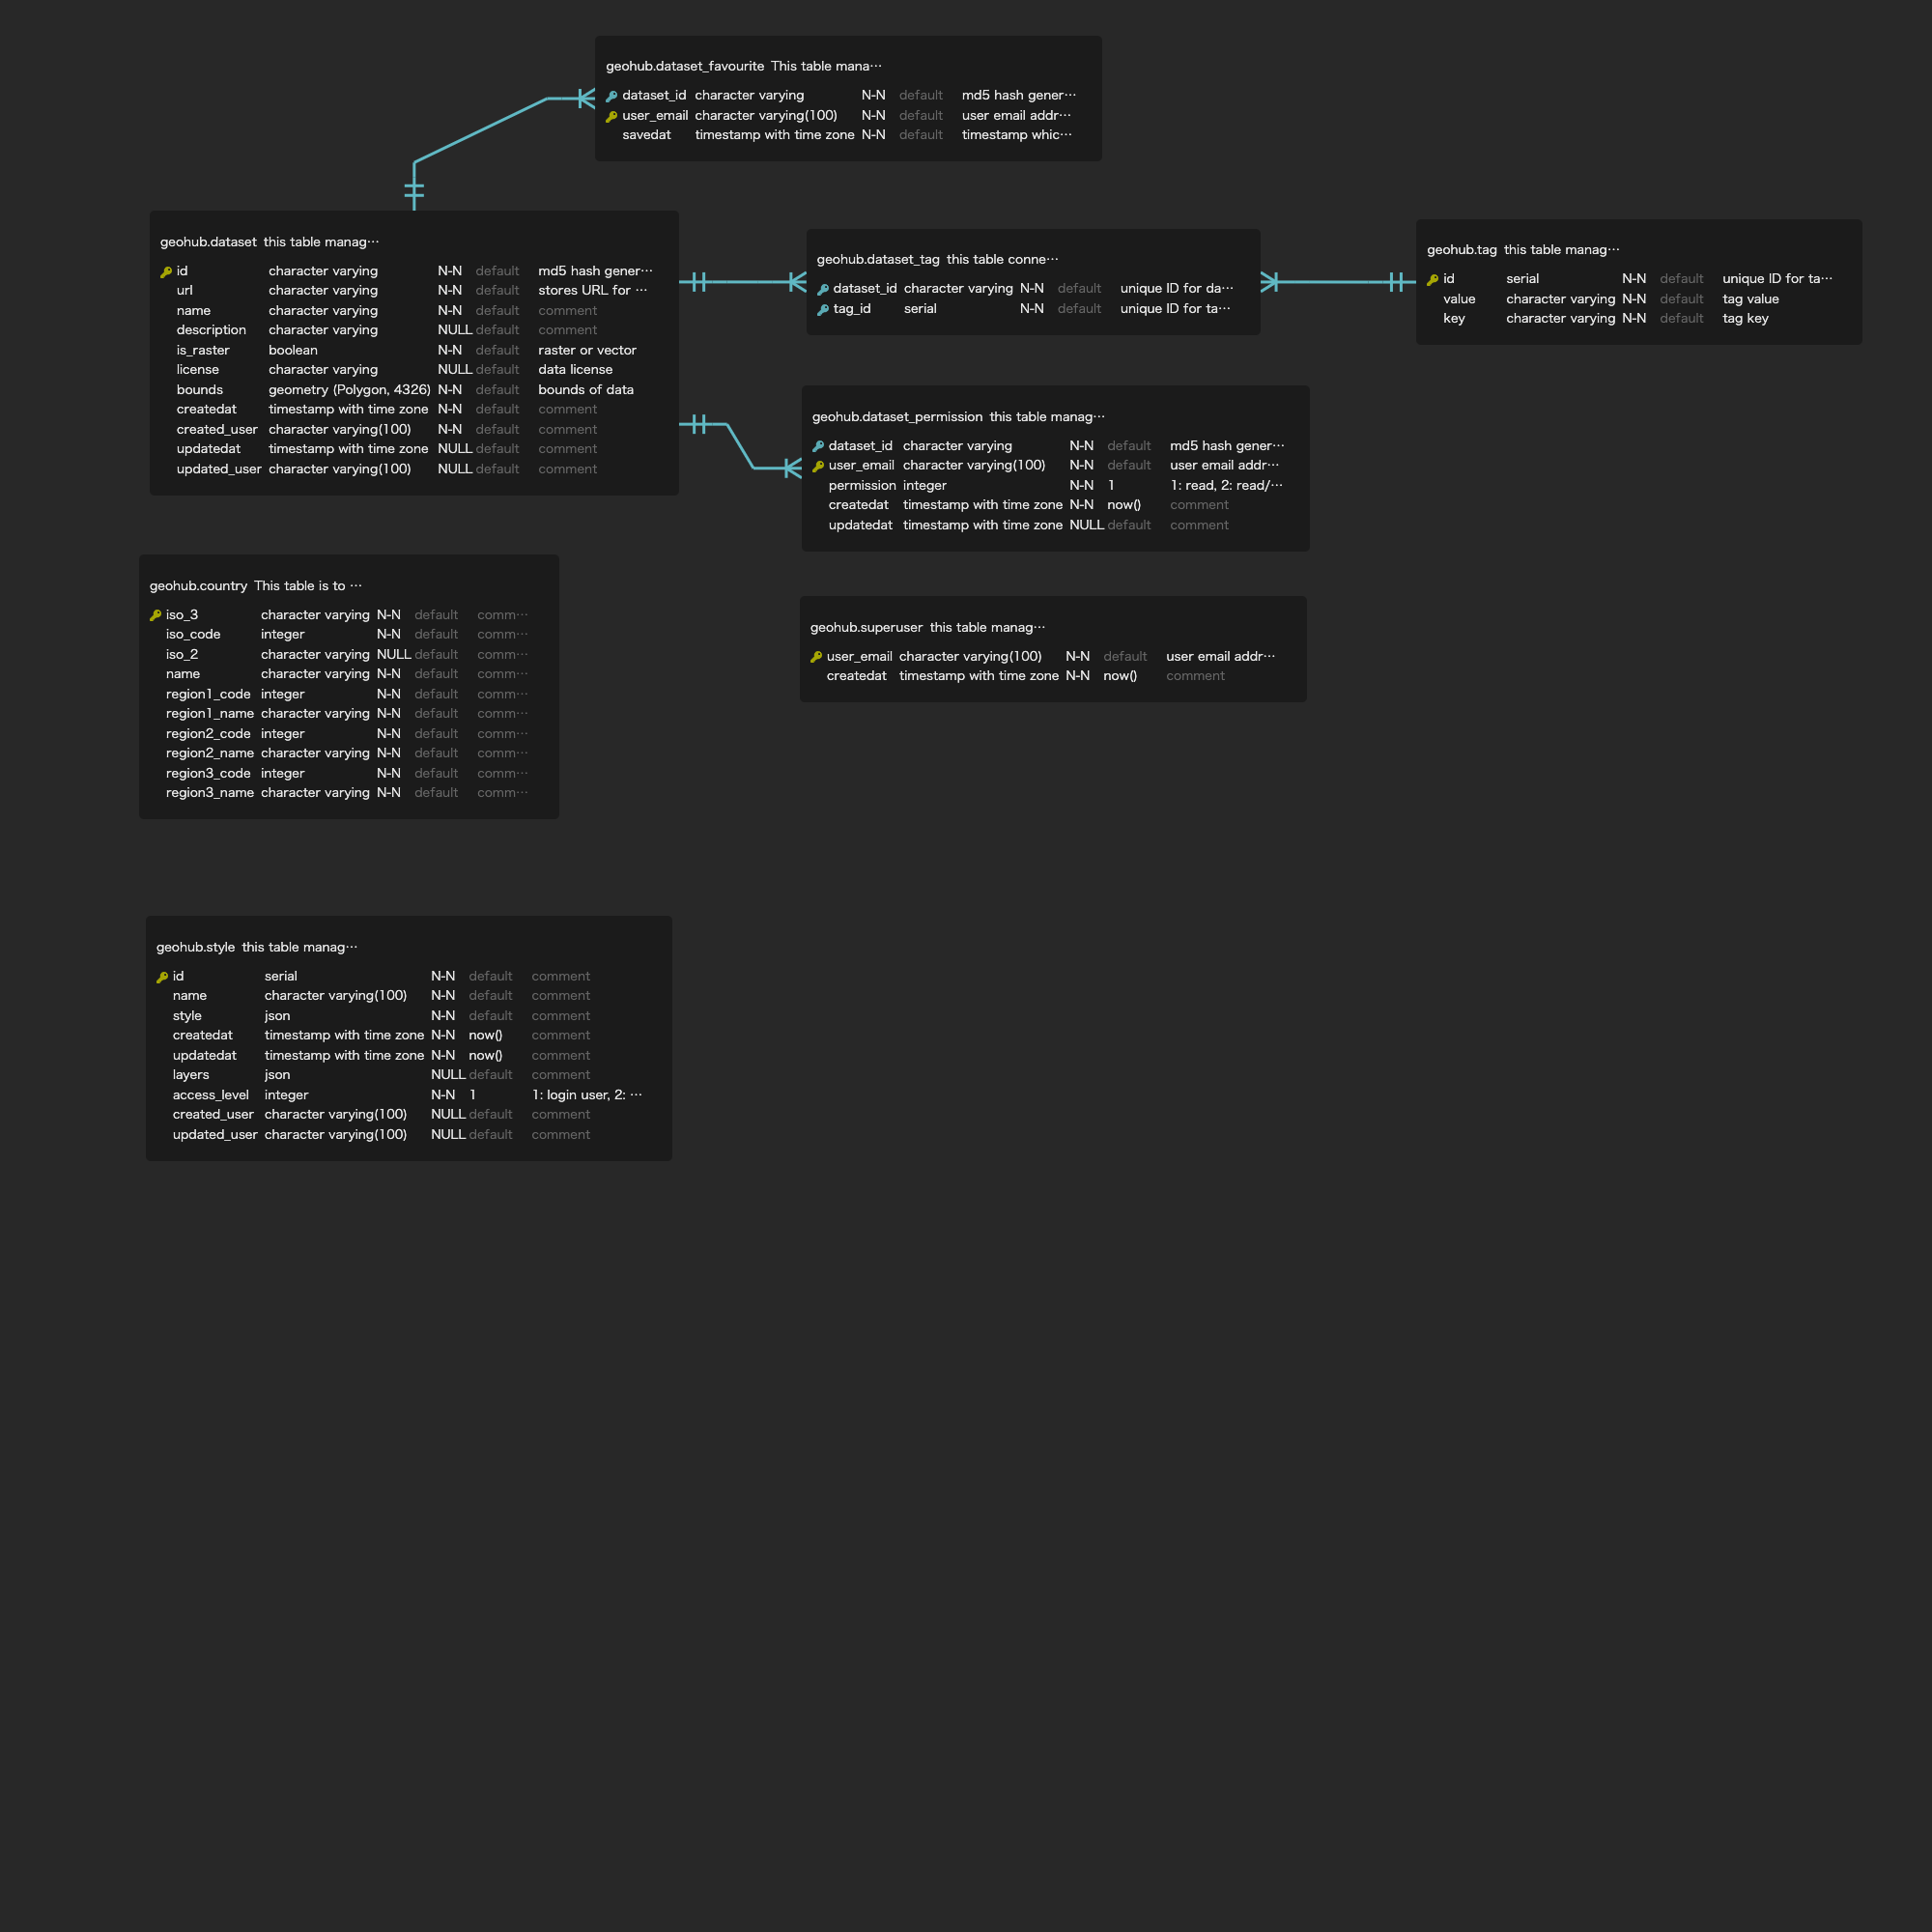 geohub.dataset_favourite This table mana…
dataset_id character varying N-N default md5 hash gener…
user_email character varying(100) N-N default user email addr…
savedat timestamp with time zone N-N default timestamp whic…
geohub.dataset this table manag…
id character varying N-N default md5 hash gener…
url character varying N-N default stores URL for …
name character varying N-N default comment
description character varying NULL default comment
is_raster boolean N-N default raster or vector
license character varying NULL default data license
bounds geometry (Polygon, 4326) N-N default bounds of data
createdat timestamp with time zone N-N default comment
created_user character varying(100) N-N default comment
updatedat timestamp with time zone NULL default comment
updated_user character varying(100) NULL default comment
geohub.dataset_tag this table conne…
dataset_id character varying N-N default unique ID for da…
tag_id serial N-N default unique ID for ta…
geohub.tag this table manag…
id serial N-N default unique ID for ta…
value character varying N-N default tag value
key character varying N-N default tag key
geohub.dataset_permission this table manag…
dataset_id character varying N-N default md5 hash gener…
user_email character varying(100) N-N default user email addr…
permission integer N-N 1 1: read, 2: read/…
createdat timestamp with time zone N-N now() comment
updatedat timestamp with time zone NULL default comment
geohub.country This table is to …
iso_3 character varying N-N default comm…
iso_code integer N-N default comm…
iso_2 character varying NULL default comm…
name character varying N-N default comm…
region1_code integer N-N default comm…
region1_name character varying N-N default comm…
region2_code integer N-N default comm…
region2_name character varying N-N default comm…
region3_code integer N-N default comm…
region3_name character varying N-N default comm…
geohub.superuser this table manag…
user_email character varying(100) N-N default user email addr…
createdat timestamp with time zone N-N now() comment
geohub.style this table manag…
id serial N-N default comment
name character varying(100) N-N default comment
style json N-N default comment
createdat timestamp with time zone N-N now() comment
updatedat timestamp with time zone N-N now() comment
layers json NULL default comment
access_level integer N-N 1 1: login user, 2: …
created_user character varying(100) NULL default comment
updated_user character varying(100) NULL default comment